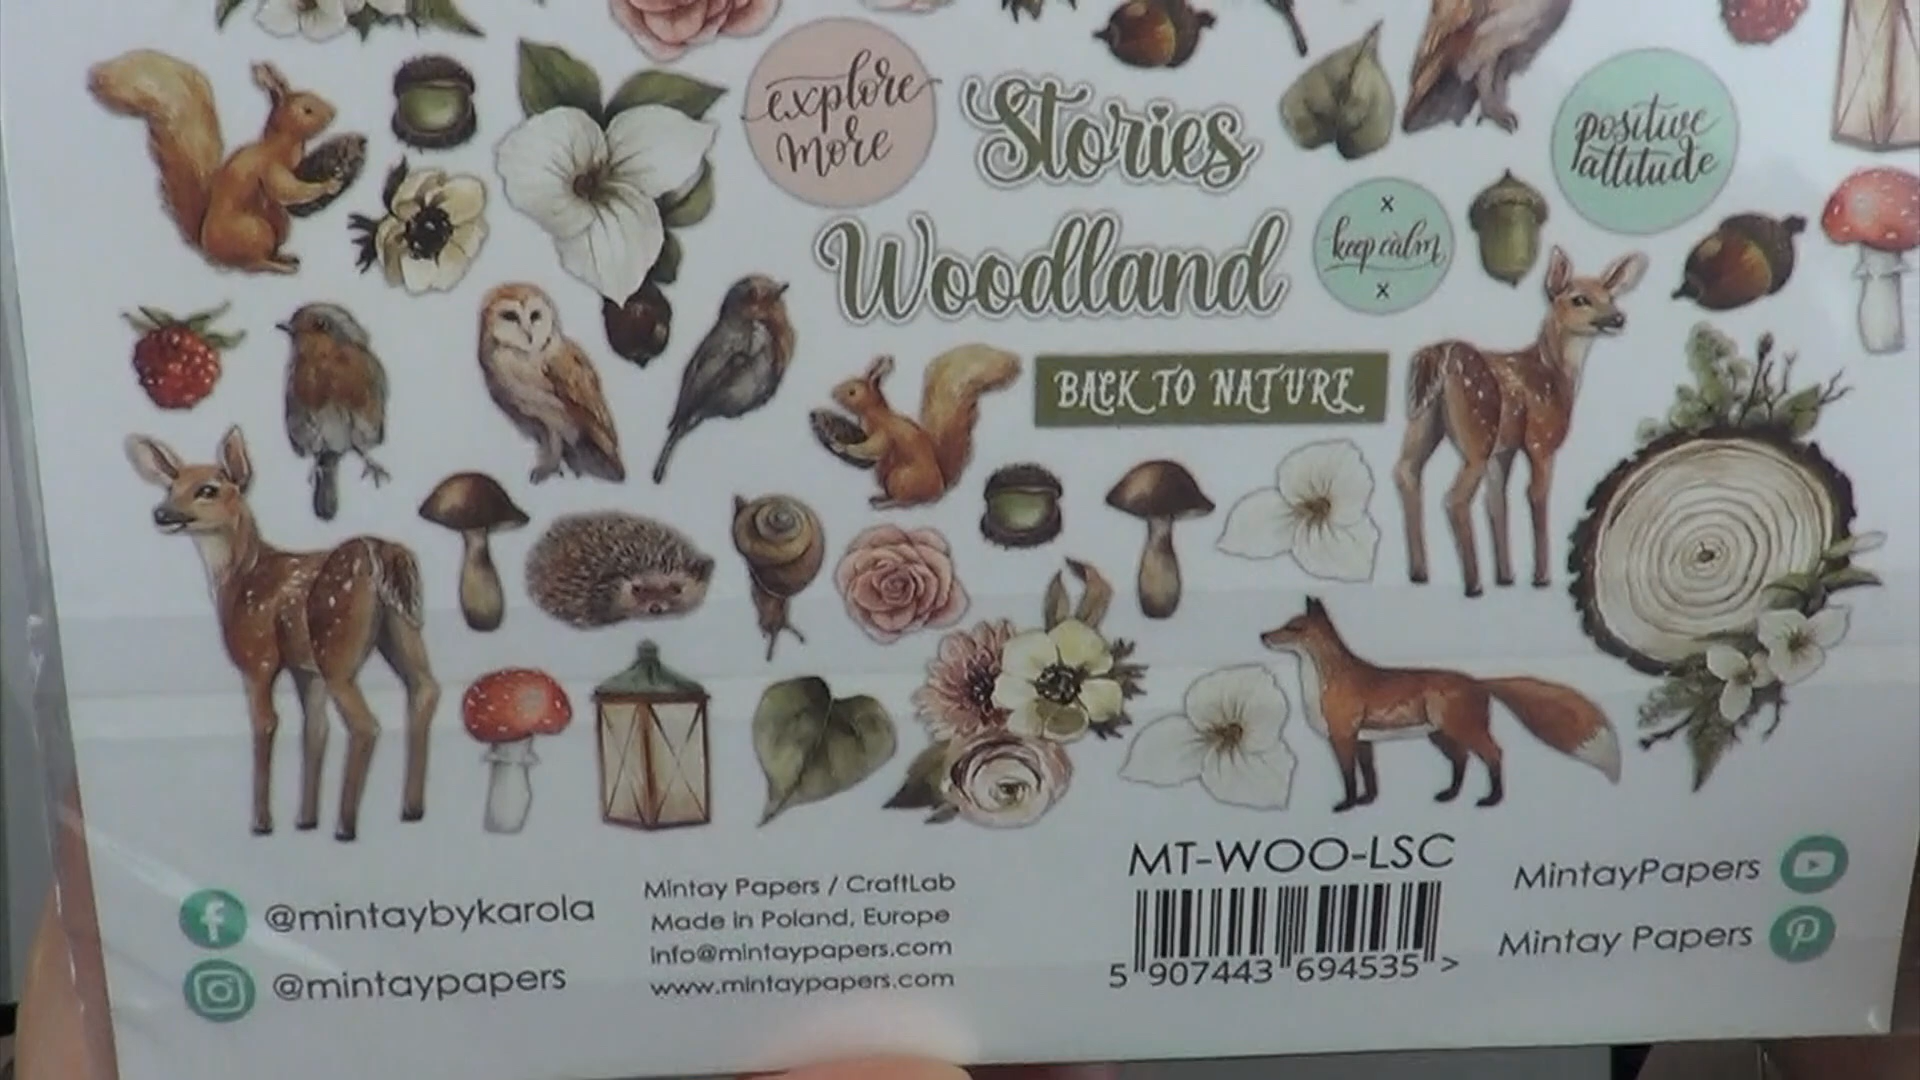 explore
more
Stories
Woodland
positive
attitude
x
keep calm
x
BACK TO NATURE
@mintaybykarola
@mintaypapers
Mintay Papers / CraftLab
Made in Poland, Europe
info@mintaypapers.com
www.mintaypapers.com
MT-WOO-LSC
5 907443 694535 >
MintayPapers
Mintay Papers